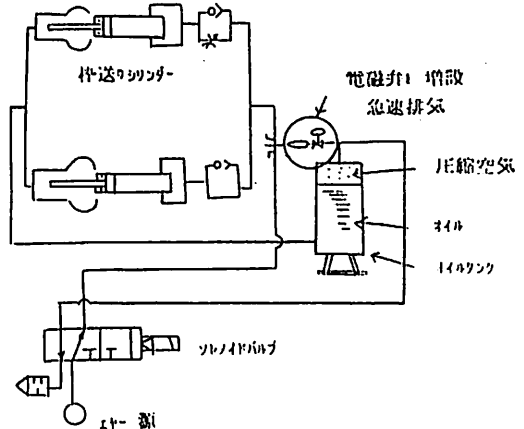 枠送りシリンダー
電磁弁1増設
急速排気
圧縮空気
オイル
オイルタンク
ソレノイドバルブ
エヤー源